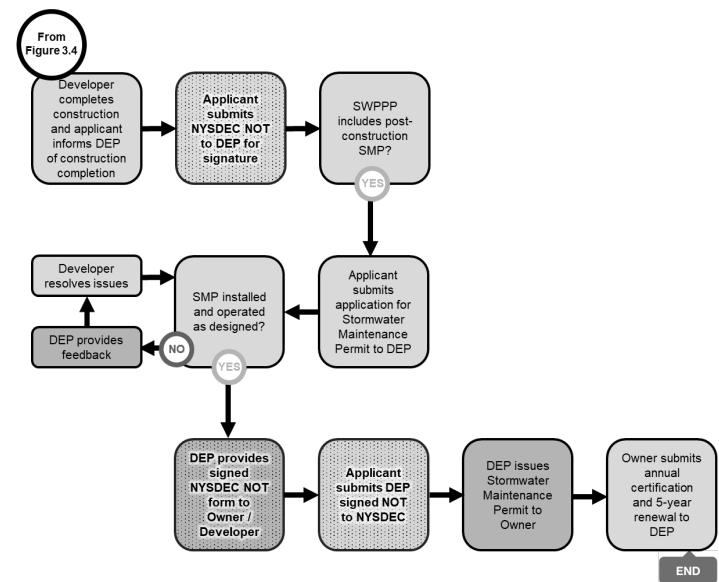 From
Figure 3.4
Developer
completes
construction
and applicant
informs DEP
of construction
completion
Applicant
submits
NYSDEC NOT
to DEP for
signature
SWPPP
includes post-
construction
SMP?
YES
Developer
resolves issues
DEP provides
feedback
NO
SMP installed
and operated
as designed?
YES
Applicant
submits
application for
Stormwater
Maintenance
Permit to DEP
DEP provides
signed
NYSDEC NOT
form to
Owner /
Developer
Applicant
submits DEP
signed NOT
to NYSDEC
DEP issues
Stormwater
Maintenance
Permit to
Owner
Owner submits
annual
certification
and 5-year
renewal to
DEP
END